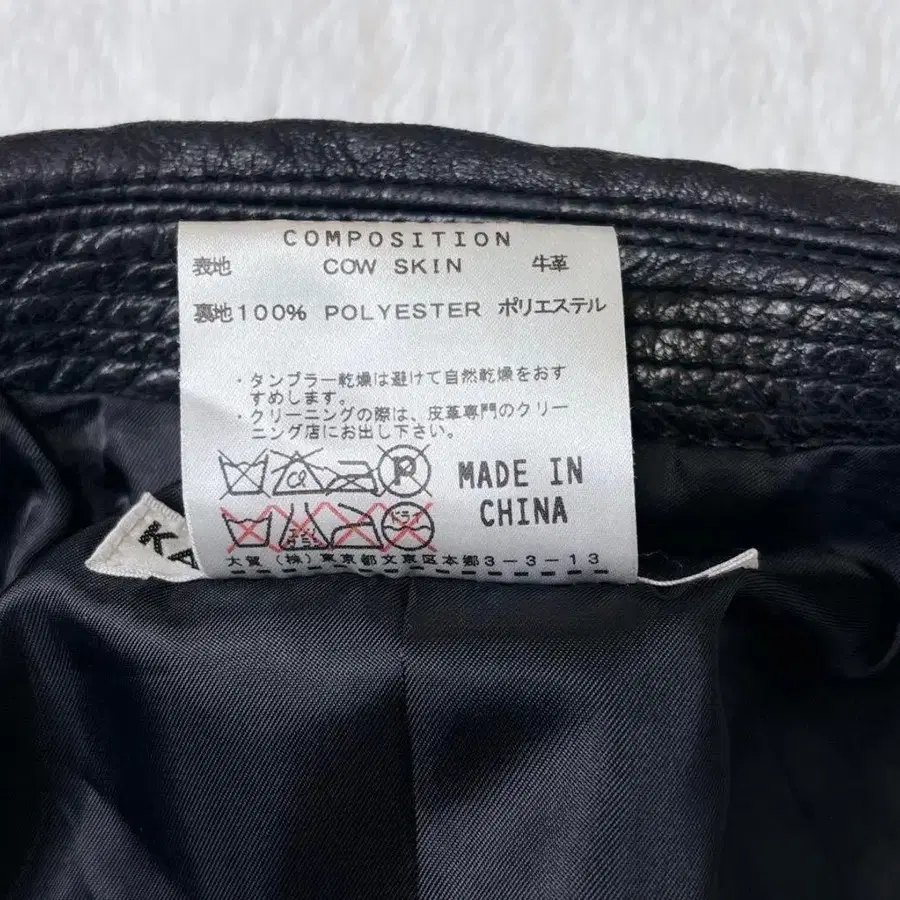 COMPOSITION
表地 COW SKIN 牛革
裏地100% POLYESTER ポリエステル
・タンブラー乾燥は避けて自然乾燥をおす
すめします。
・クリーニングの際は、皮革専門のクリー
ニング店にお出し下さい。
P
MADE IN
CHINA
ドライ
(株) 東京都文京区本郷3-3-13
KA